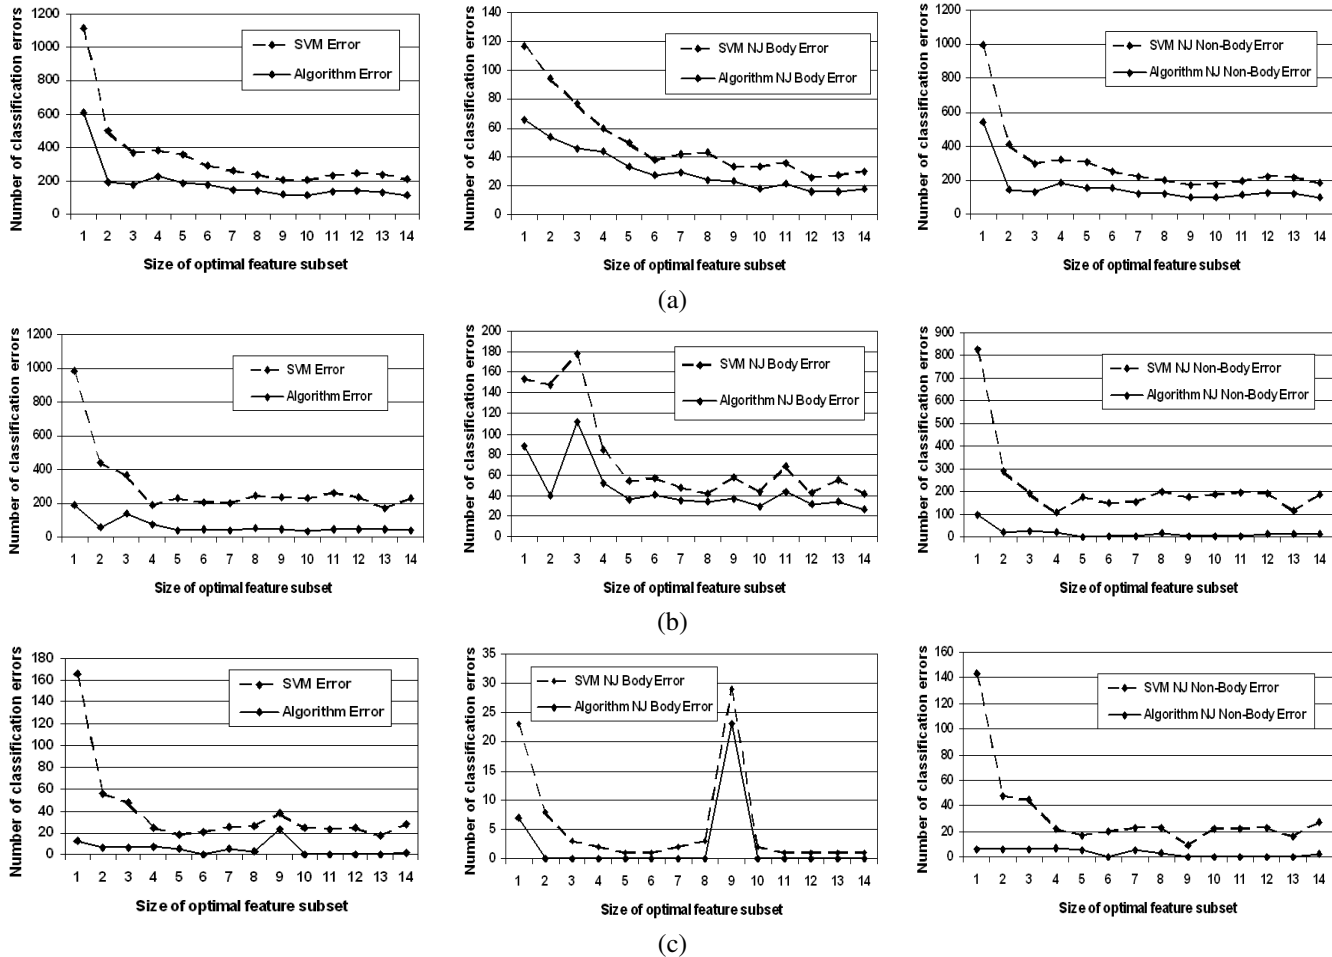 Number of classification errors
1200
1000
800
600
400
200
0
SVM Error
Algorithm Error
1 2 3 4 5 6 7 8 9 10 11 12 13 14
Size of optimal feature subset
Number of classification errors
140
120
100
80
60
40
20
0
SVM NJ Body Error
Algorithm NJ Body Error
1 2 3 4 5 6 7 8 9 10 11 12 13 14
Size of optimal feature subset
Number of classification errors
1200
1000
800
600
400
200
0
SVM NJ Non-Body Error
Algorithm NJ Non-Body Error
1 2 3 4 5 6 7 8 9 10 11 12 13 14
Size of optimal feature subset
(a)
Number of classification errors
1200
1000
800
600
400
200
0
SVM Error
Algorithm Error
1 2 3 4 5 6 7 8 9 10 11 12 13 14
Size of optimal feature subset
Number of classification errors
200
180
160
140
120
100
80
60
40
20
0
SVM NJ Body Error
Algorithm NJ Body Error
1 2 3 4 5 6 7 8 9 10 11 12 13 14
Size of optimal feature subset
Number of classification errors
900
800
700
600
500
400
300
200
100
0
SVM NJ Non-Body Error
Algorithm NJ Non-Body Error
1 2 3 4 5 6 7 8 9 10 11 12 13 14
Size of optimal feature subset
(b)
Number of classification errors
180
160
140
120
100
80
60
40
20
0
SVM Error
Algorithm Error
1 2 3 4 5 6 7 8 9 10 11 12 13 14
Size of optimal feature subset
Number of classification errors
35
30
25
20
15
10
5
0
SVM NJ Body Error
Algorithm NJ Body Error
1 2 3 4 5 6 7 8 9 10 11 12 13 14
Size of optimal feature subset
Number of classification errors
160
140
120
100
80
60
40
20
0
SVM NJ Non-Body Error
Algorithm NJ Non-Body Error
1 2 3 4 5 6 7 8 9 10 11 12 13 14
Size of optimal feature subset
(c)